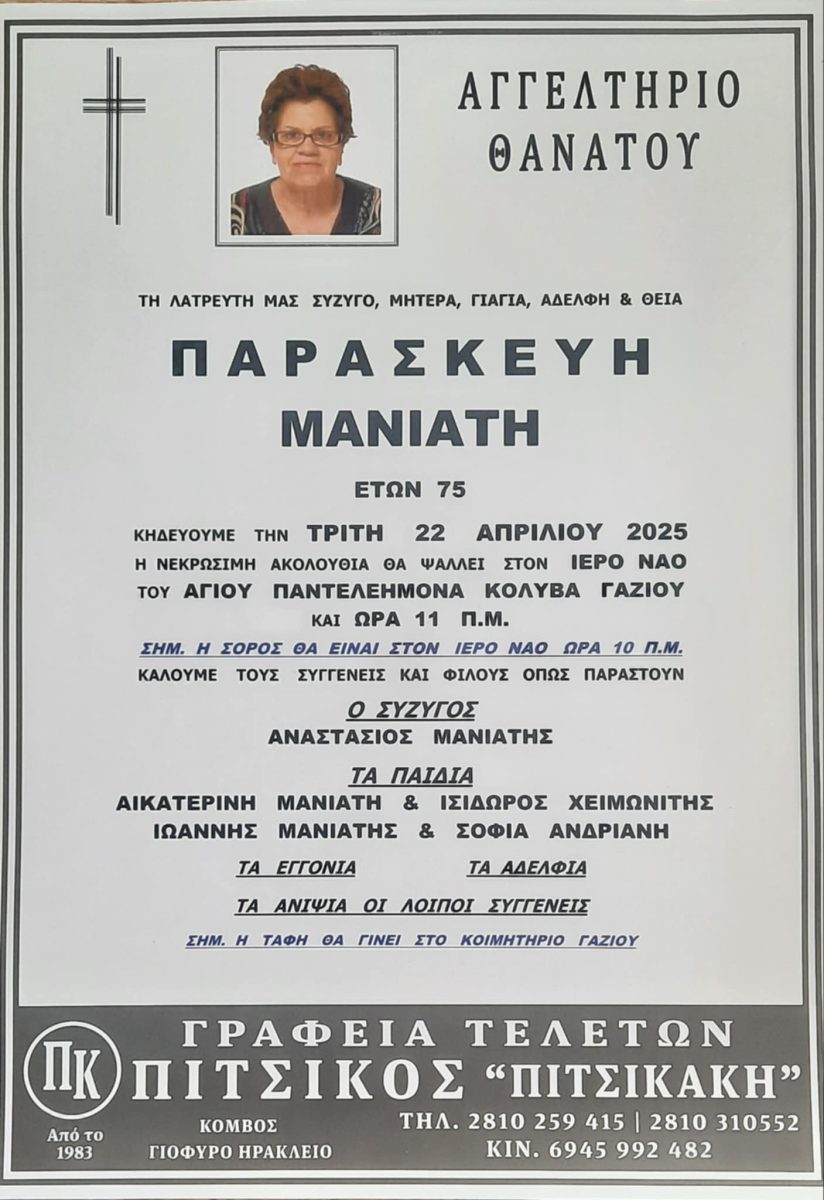 ΑΓΓΕΛΤΗΡΙΟ
ΘΑΝΑΤΟΥ
ΤΗ ΛΑΤΡΕΥΤΗ ΜΑΣ ΣΥΖΥΓΟ, ΜΗΤΕΡΑ, ΓΙΑΓΙΑ, ΑΔΕΛΦΗ & ΘΕΙΑ
ΠΑΡΑΣΚΕΥΗ
ΜΑΝΙΑΤΗ
ΕΤΩΝ 75
ΚΗΔΕΥΟΥΜΕ ΤΗΝ ΤΡΙΤΗ 22 ΑΠΡΙΛΙΟΥ 2025
Η ΝΕΚΡΩΣΙΜΗ ΑΚΟΛΟΥΘΙΑ ΘΑ ΨΑΛΛΕΙ ΣΤΟΝ ΙΕΡΟ ΝΑΟ
ΤΟΥ ΑΓΙΟΥ ΠΑΝΤΕΛΕΗΜΟΝΑ ΚΟΛΥΒΑ ΓΑΖΙΟΥ
ΚΑΙ ΩΡΑ 11 Π.Μ.
ΣΗΜ. Η ΣΟΡΟΣ ΘΑ ΕΙΝΑΙ ΣΤΟΝ ΙΕΡΟ ΝΑΟ ΩΡΑ 10 Π.Μ.
ΚΑΛΟΥΜΕ ΤΟΥΣ ΣΥΓΓΕΝΕΙΣ ΚΑΙ ΦΙΛΟΥΣ ΟΠΩΣ ΠΑΡΑΣΤΟΥΝ
Ο ΣΥΖΥΓΟΣ
ΑΝΑΣΤΑΣΙΟΣ ΜΑΝΙΑΤΗΣ
ΤΑ ΠΑΙΔΙΑ
ΑΙΚΑΤΕΡΙΝΗ ΜΑΝΙΑΤΗ & ΙΣΙΔΩΡΟΣ ΧΕΙΜΩΝΙΤΗΣ
ΙΩΑΝΝΗΣ ΜΑΝΙΑΤΗΣ & ΣΟΦΙΑ ΑΝΔΡΙΑΝΗ
ΤΑ ΕΓΓΟΝΙΑ ΤΑ ΑΔΕΛΦΙΑ
ΤΑ ΑΝΙΨΙΑ ΟΙ ΛΟΙΠΟΙ ΣΥΓΓΕΝΕΙΣ
ΣΗΜ. Η ΤΑΦΗ ΘΑ ΓΙΝΕΙ ΣΤΟ ΚΟΙΜΗΤΗΡΙΟ ΓΑΖΙΟΥ
ΠΚ
Από το
1983
ΓΡΑΦΕΙΑ ΤΕΛΕΤΩΝ
ΠΙΤΣΙΚΟΣ “ΠΙΤΣΙΚΑΚΗ”
ΚΟΜΒΟΣ
ΓΙΟΦΥΡΟ ΗΡΑΚΛΕΙΟ
ΤΗΛ. 2810 259 415 | 2810 310552
ΚΙΝ. 6945 992 482